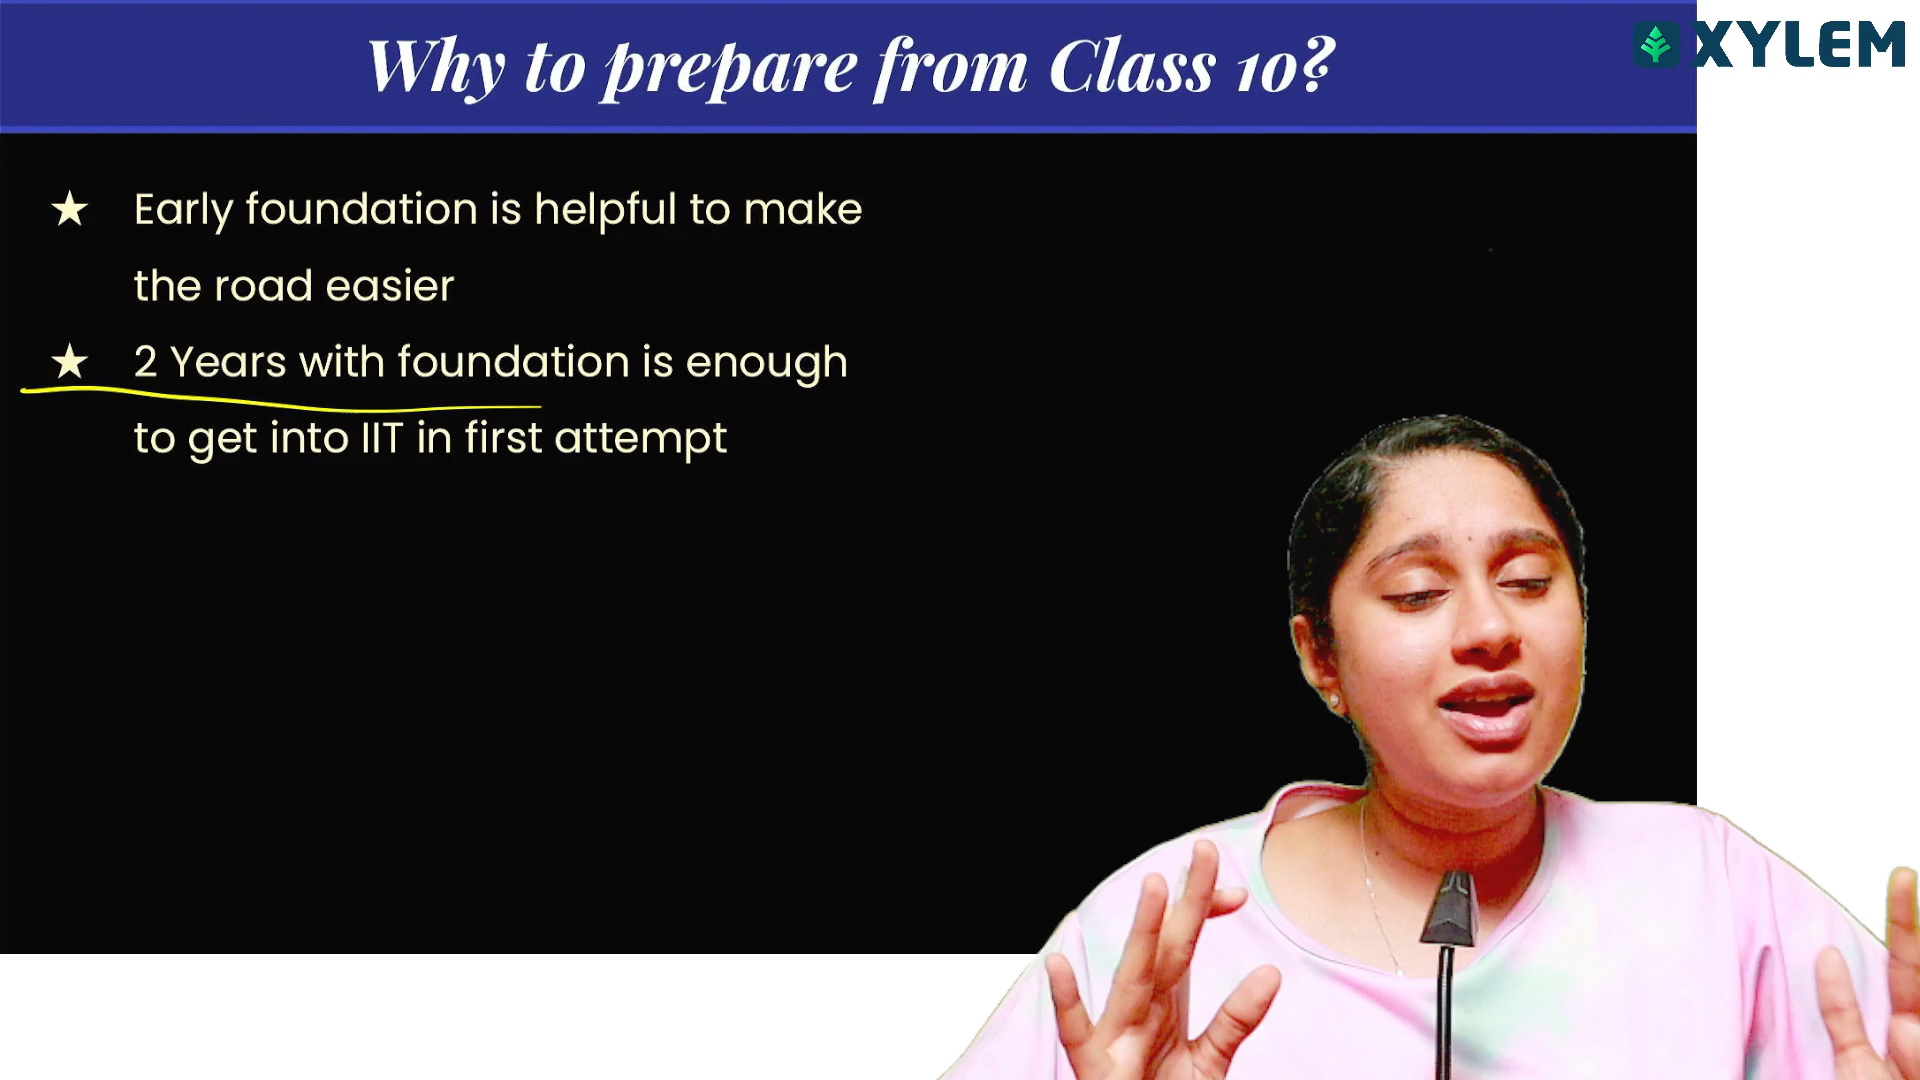 Why to prepare from Class 10?
XYLEM
★ Early foundation is helpful to make
the road easier
★ 2 Years with foundation is enough
to get into IIT in first attempt